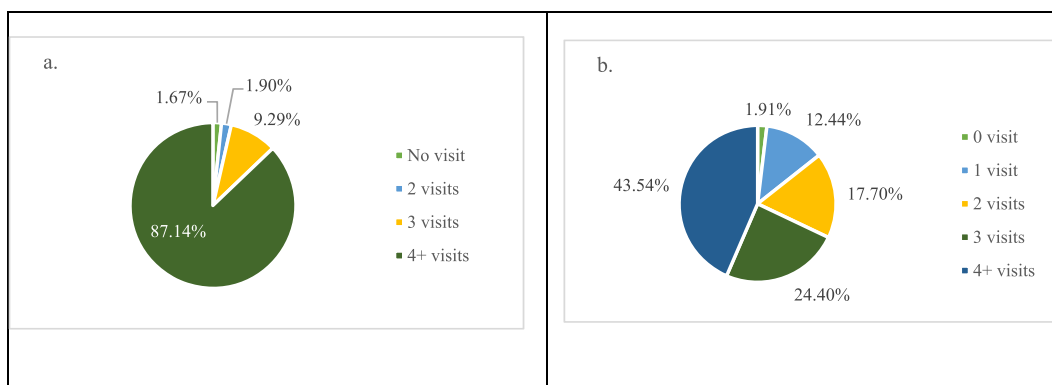 a.
1.67%
1.90%
9.29%
87.14%
No visit
2 visits
3 visits
4+ visits
b.
1.91%
12.44%
17.70%
24.40%
43.54%
0 visit
1 visit
2 visits
3 visits
4+ visits